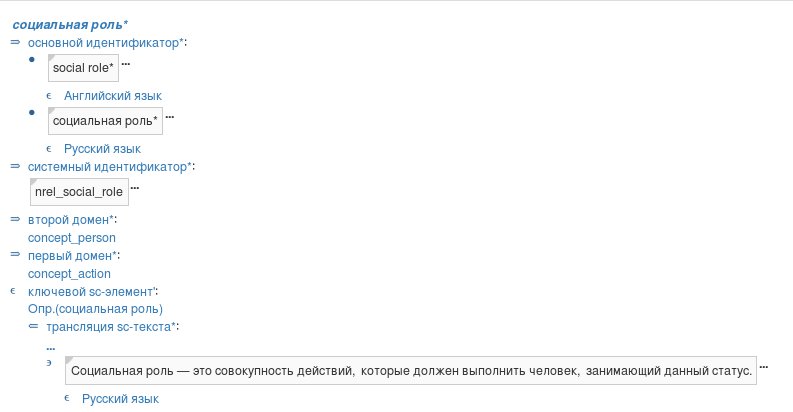 социальная роль*
⇒ основной идентификатор*:
• social role* ...
ϵ Английский язык
• социальная роль* ...
ϵ Русский язык
⇒ системный идентификатор*:
nrel_social_role ...
⇒ второй домен*:
concept_person
⇒ первый домен*:
concept_action
ϵ ключевой sc-элемент':
Опр.(социальная роль)
⇐ трансляция sc-текста*:
...
э Социальная роль — это совокупность действий, которые должен выполнить человек, занимающий данный статус. ...
ϵ Русский язык